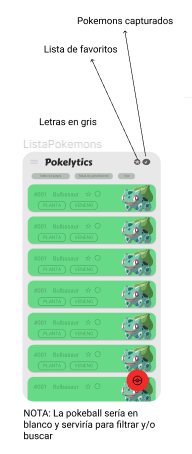 Pokemons capturados
Lista de favoritos
Letras en gris
ListaPokemons
Pokelytics
#001 Bulbasaur
PLANTA VENENO
#001 Bulbasaur
PLANTA VENENO
#001 Bulbasaur
PLANTA VENENO
#001 Bulbasaur
PLANTA VENENO
#001 Bulbasaur
PLANTA VENENO
#001 Bulbasaur
PLANTA VENENO
#001 Bulbasaur
NOTA: La pokeball sería en
blanco y serviría para filtrar y/o
buscar